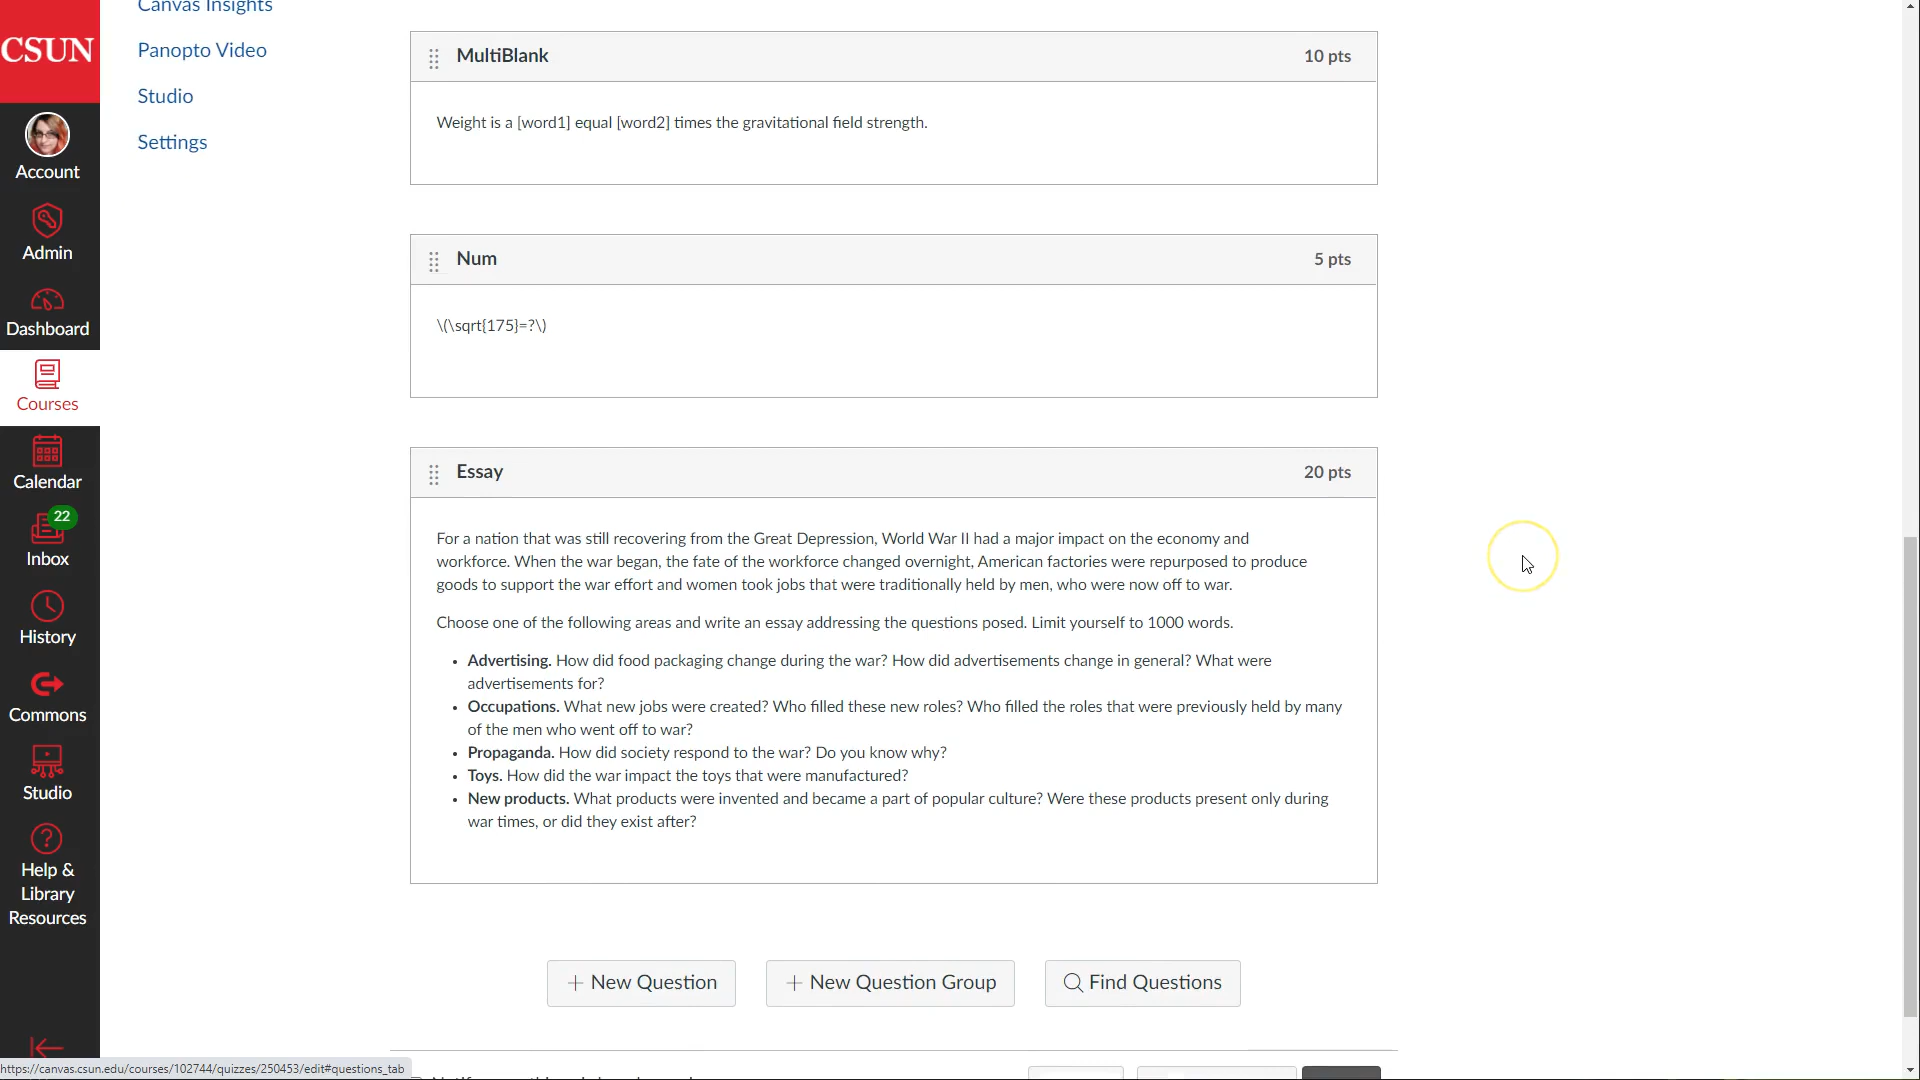 Canvas Insights
CSUN
Panopto Video
Studio
Settings
Account
Admin
Dashboard
Courses
Calendar
22
Inbox
History
Commons
Studio
Help &
Library
Resources
MultiBlank 10 pts
Weight is a [word1] equal [word2] times the gravitational field strength.
Num 5 pts
\(\sqrt{175}=?\)
Essay 20 pts
For a nation that was still recovering from the Great Depression, World War II had a major impact on the economy and
workforce. When the war began, the fate of the workforce changed overnight, American factories were repurposed to produce
goods to support the war effort and women took jobs that were traditionally held by men, who were now off to war.
Choose one of the following areas and write an essay addressing the questions posed. Limit yourself to 1000 words.
• Advertising. How did food packaging change during the war? How did advertisements change in general? What were
advertisements for?
• Occupations. What new jobs were created? Who filled these new roles? Who filled the roles that were previously held by many
of the men who went off to war?
• Propaganda. How did society respond to the war? Do you know why?
• Toys. How did the war impact the toys that were manufactured?
• New products. What products were invented and became a part of popular culture? Were these products present only during
war times, or did they exist after?
+ New Question
+ New Question Group
Find Questions
https://canvas.csun.edu/courses/102744/quizzes/250453/edit#questions_tab